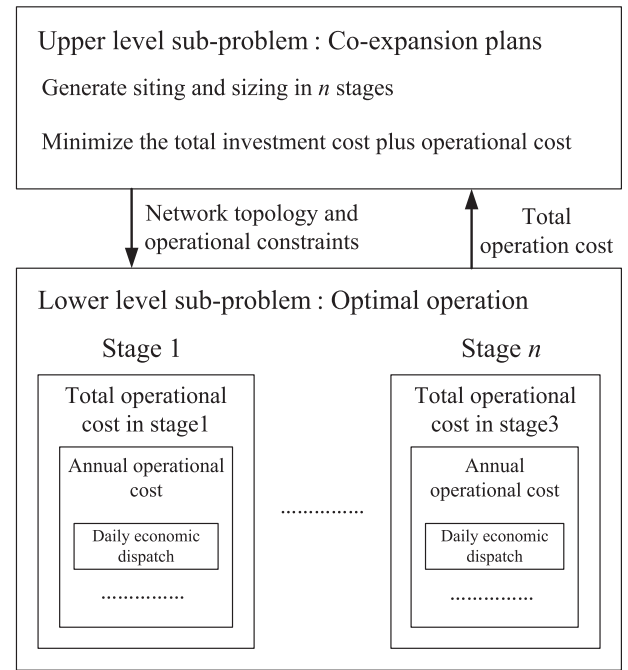 Upper level sub-problem : Co-expansion plans
Generate siting and sizing in n stages
Minimize the total investment cost plus operational cost
Network topology and
operational constraints
Total
operation cost
Lower level sub-problem : Optimal operation
Stage 1
Total operational
cost in stage1
Annual operational
cost
Daily economic
dispatch
...............
...............
Stage n
Total operational
cost in stage3
Annual
operational cost
Daily economic
dispatch
...............